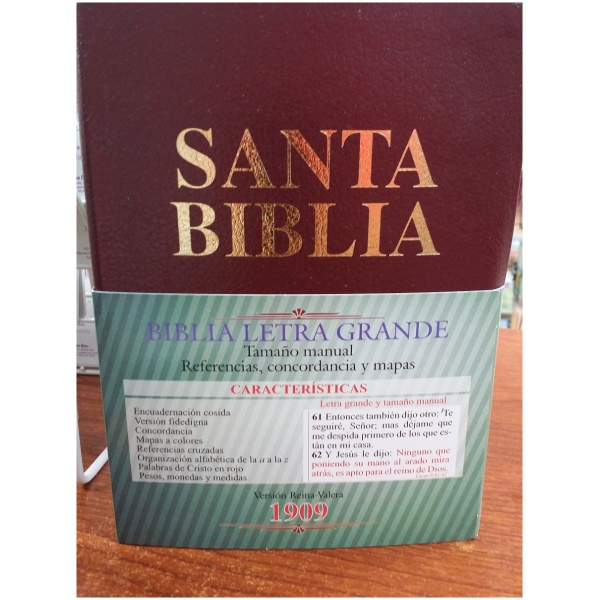 SANTA
BIBLIA
BIBLIA LETRA GRANDE
Tamaño manual
Referencias, concordancia y mapas
CARACTERÍSTICAS
Encuadernación cosida
Versión fidedigna
Concordancia
Mapas a colores
Referencias cruzadas
Organización alfabética de la a a la z
Palabras de Cristo en rojo
Pesos, monedas y medidas
Letra grande y tamaño manual
61 Entonces también dijo otro: Te
seguiré, Señor; mas déjame que
me despida primero de los que es-
tán en mi casa.
62 Y Jesús le dijo: Ninguno que
poniendo su mano al arado mira
atrás, es apto para el reino de Dios.
Versión Reina-Valera
1909